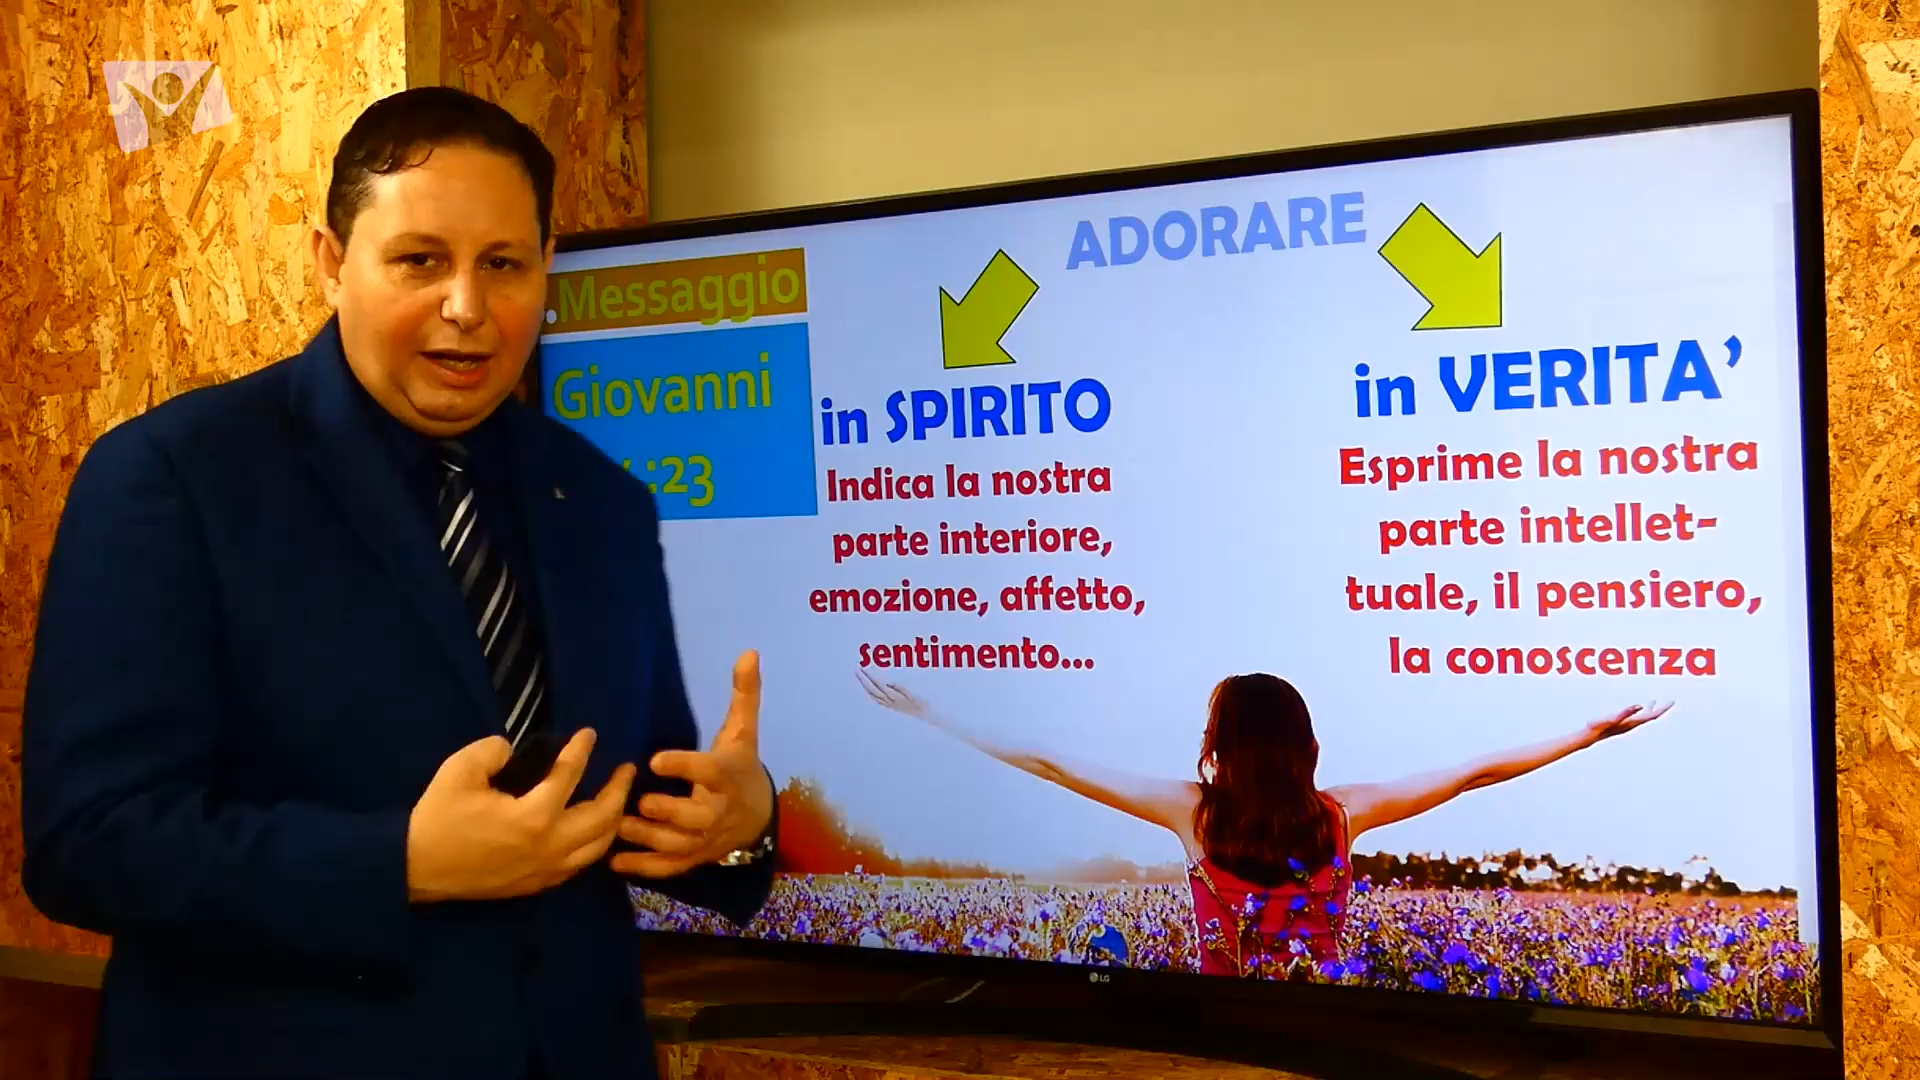 .Messaggio
Giovanni
:23
ADORARE
in SPIRITO
Indica la nostra
parte interiore,
emozione, affetto,
sentimento...
in VERITA'
Esprime la nostra
parte intellet-
tuale, il pensiero,
la conoscenza
LG